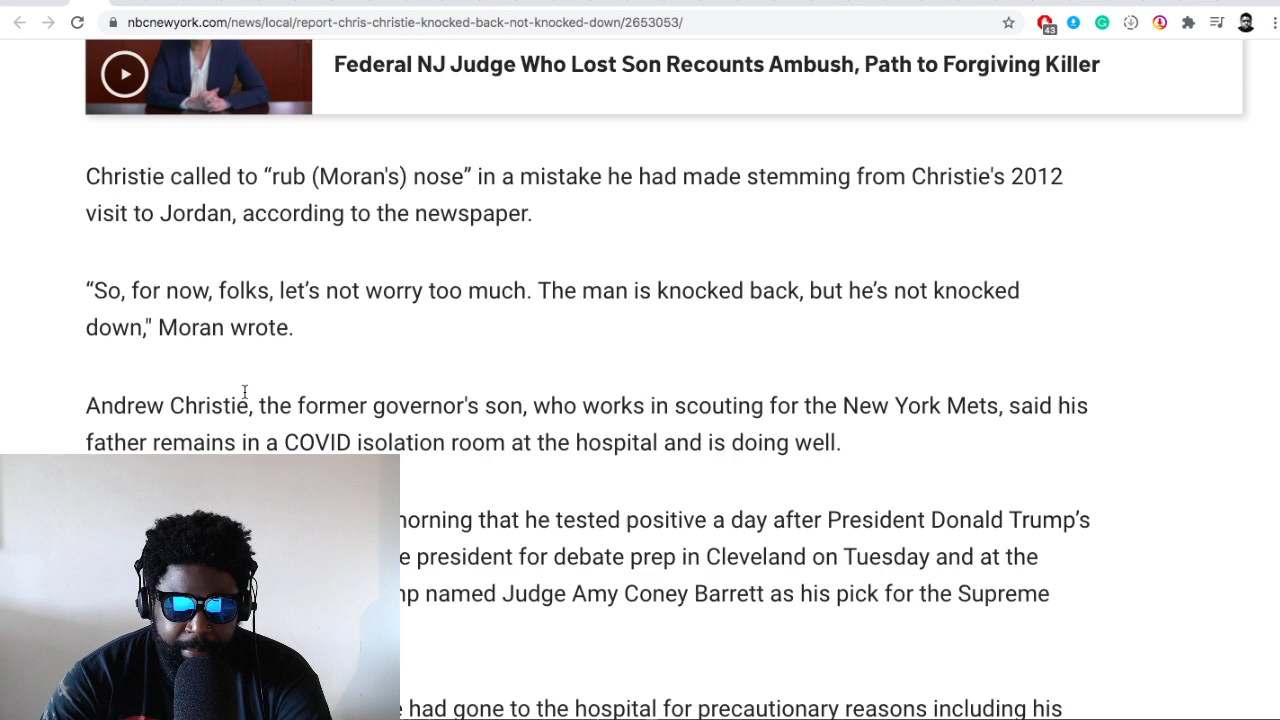 nbcnewyork.com/news/local/report-chris-christie-knocked-back-not-knocked-down/2653053/
43
Federal NJ Judge Who Lost Son Recounts Ambush, Path to Forgiving Killer
Christie called to “rub (Moran's) nose” in a mistake he had made stemming from Christie's 2012
visit to Jordan, according to the newspaper.
“So, for now, folks, let’s not worry too much. The man is knocked back, but he’s not knocked
down," Moran wrote.
Andrew Christie, the former governor's son, who works in scouting for the New York Mets, said his
father remains in a COVID isolation room at the hospital and is doing well.
that he tested positive a day after President Donald Trump’s
president for debate prep in Cleveland on Tuesday and at the
named Judge Amy Coney Barrett as his pick for the Supreme
had gone to the hospital for precautionary reasons including his